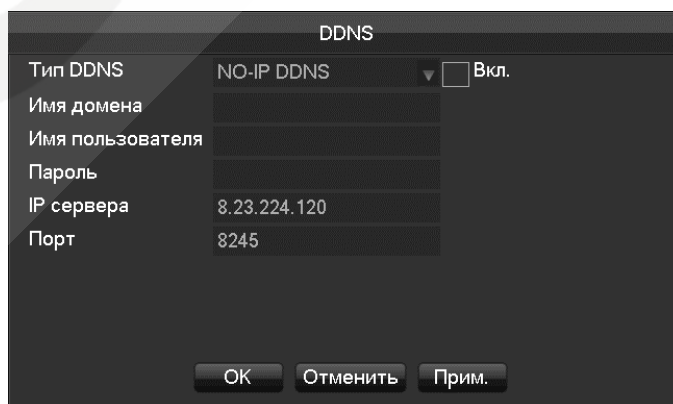 DDNS
Тип DDNS NO-IP DDNS Вкл.
Имя домена
Имя пользователя
Пароль
IP сервера 8.23.224.120
Порт 8245
OK Отменить Прим.